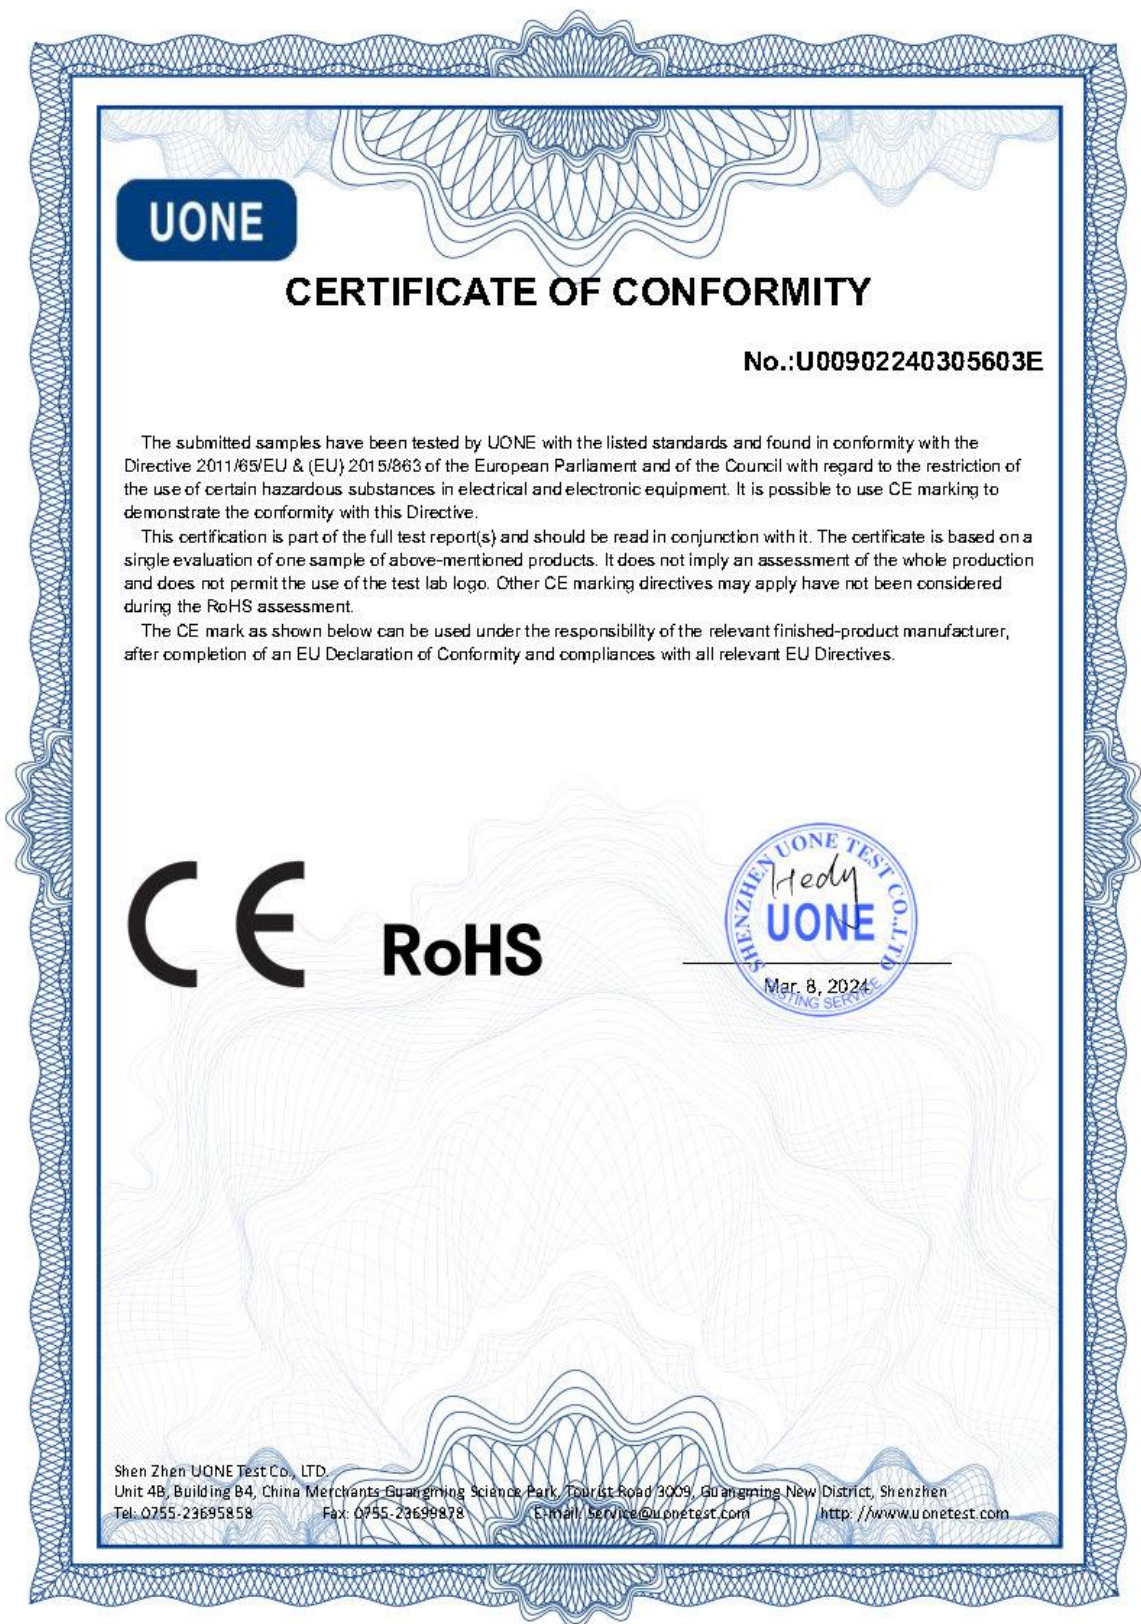 UONE
CERTIFICATE OF CONFORMITY
No.:U00902240305603E
The submitted samples have been tested by UONE with the listed standards and found in conformity with the
Directive 2011/65/EU & (EU) 2015/863 of the European Parliament and of the Council with regard to the restriction of
the use of certain hazardous substances in electrical and electronic equipment. It is possible to use CE marking to
demonstrate the conformity with this Directive.
This certification is part of the full test report(s) and should be read in conjunction with it. The certificate is based on a
single evaluation of one sample of above-mentioned products. It does not imply an assessment of the whole production
and does not permit the use of the test lab logo. Other CE marking directives may apply have not been considered
during the RoHS assessment.
The CE mark as shown below can be used under the responsibility of the relevant finished-product manufacturer,
after completion of an EU Declaration of Conformity and compliances with all relevant EU Directives.
CE
RoHS
SHENZHEN UONE TEST CO.,LTD
Hedy
UONE
Mar. 8, 2024
TESTING SERVICE
Shen Zhen UONE Test Co., LTD.
Unit 4B, Building B4, China Merchants Guangming Science Park, Tourist Road 3009, Guangming New District, Shenzhen
Tel: 0755-23695858 Fax: 0755-23699878 E-mail: Service@uonetest.com http: //www.uonetest.com